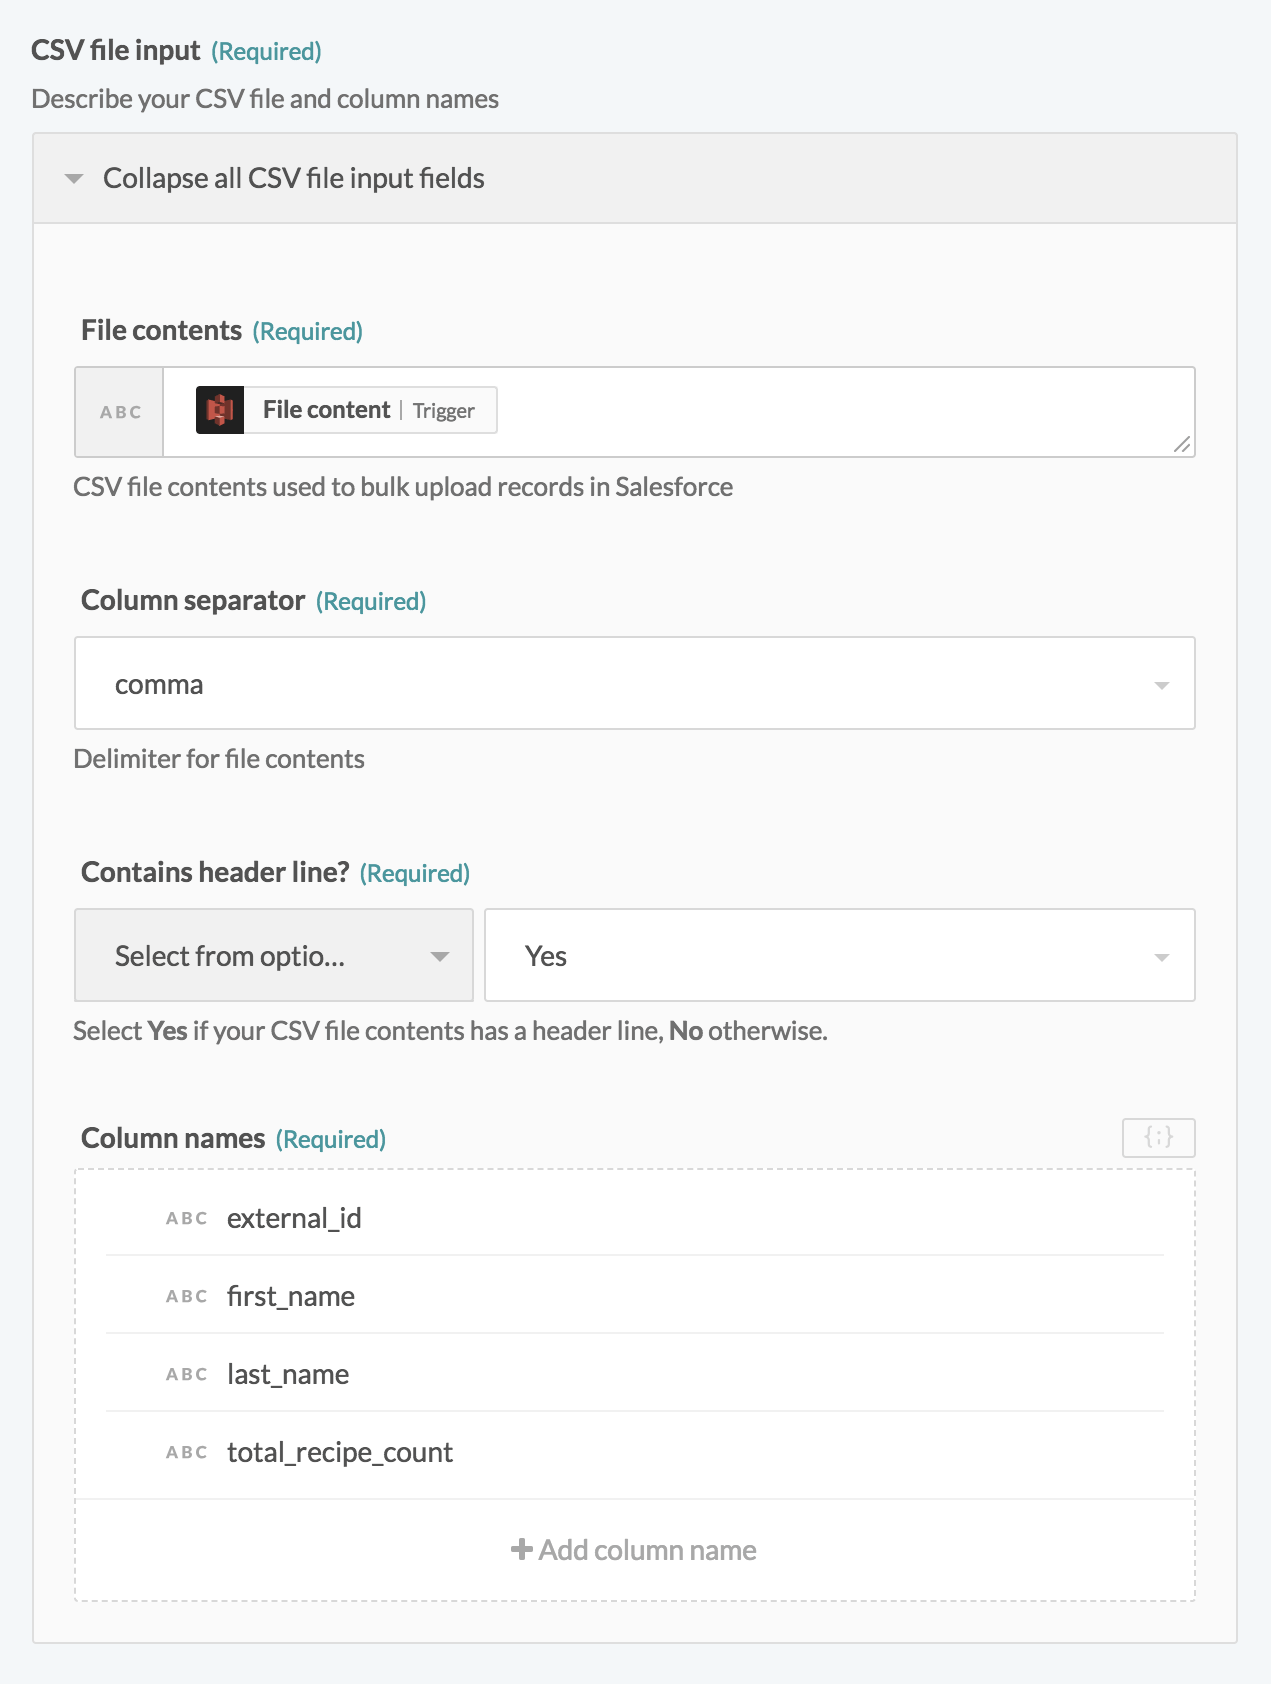 CSV file input (Required)
Describe your CSV file and column names
Collapse all CSV file input fields
File contents (Required)
ABC File content | Trigger
CSV file contents used to bulk upload records in Salesforce
Column separator (Required)
comma
Delimiter for file contents
Contains header line? (Required)
Select from optio... Yes
Select Yes if your CSV file contents has a header line, No otherwise.
Column names (Required) {;}
ABC external_id
ABC first_name
ABC last_name
ABC total_recipe_count
+ Add column name